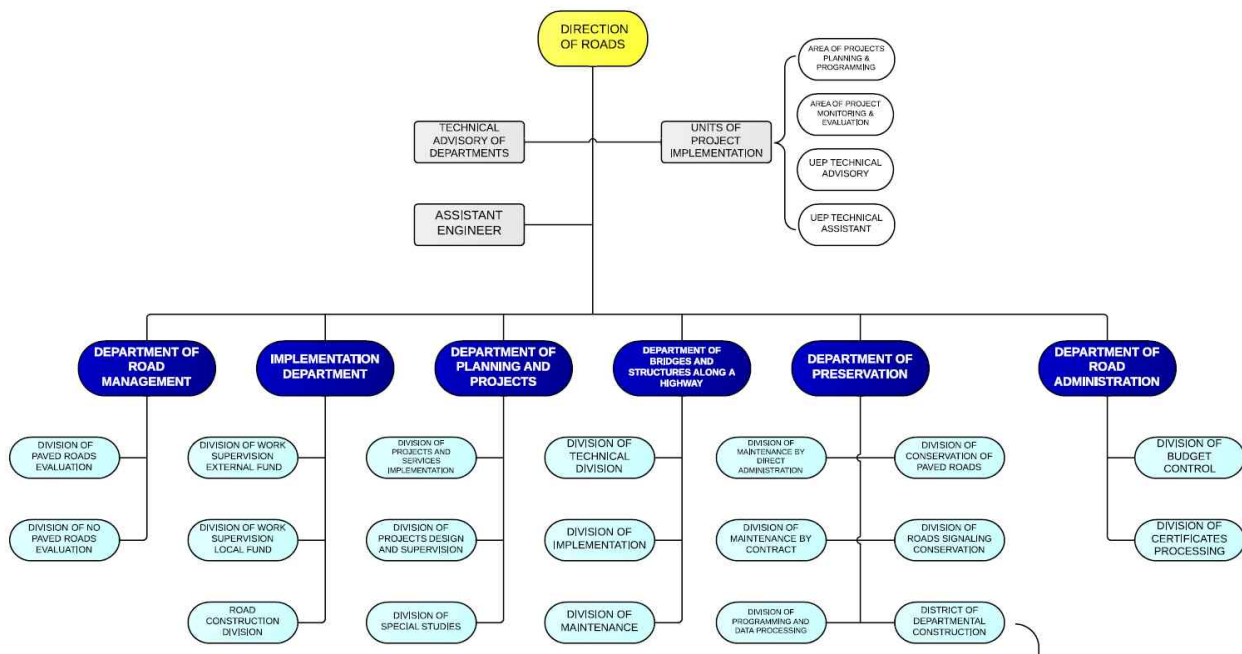 DIRECTION
OF ROADS
AREA OF PROJECTS
PLANNING &
PROGRAMMING
AREA OF PROJECT
MONITORING &
EVALUATION
UEP TECHNICAL
ADVISORY
UEP TECHNICAL
ASSISTANT
TECHNICAL
ADVISORY OF
DEPARTMENTS
UNITS OF
PROJECT
IMPLEMENTATION
ASSISTANT
ENGINEER
DEPARTMENT OF
ROAD
MANAGEMENT
IMPLEMENTATION
DEPARTMENT
DEPARTMENT OF
PLANNING AND
PROJECTS
DEPARTMENT OF
BRIDGES AND
STRUCTURES ALONG A
HIGHWAY
DEPARTMENT OF
PRESERVATION
DEPARTMENT OF
ROAD
ADMINISTRATION
DIVISION OF
PAVED ROADS
EVALUATION
DIVISION OF WORK
SUPERVISION
EXTERNAL FUND
DIVISION OF
PROJECTS AND
SERVICES
IMPLEMENTATION
DIVISION OF
TECHNICAL
DIVISION
DIVISION OF
MAINTENANCE BY
DIRECT
ADMINISTRATION
DIVISION OF
CONSERVATION OF
PAVED ROADS
DIVISION OF
BUDGET
CONTROL
DIVISION OF NO
PAVED ROADS
EVALUATION
DIVISION OF WORK
SUPERVISION
LOCAL FUND
DIVISION OF
PROJECTS DESIGN
AND SUPERVISION
DIVISION OF
IMPLEMENTATION
DIVISION OF
MAINTENANCE BY
CONTRACT
DIVISION OF
ROADS SIGNALING
CONSERVATION
DIVISION OF
CERTIFICATES
PROCESSING
ROAD
CONSTRUCTION
DIVISION
DIVISION OF
SPECIAL STUDIES
DIVISION OF
MAINTENANCE
DIVISION OF
PROGRAMMING AND
DATA PROCESSING
DISTRICT OF
DEPARTMENTAL
CONSTRUCTION